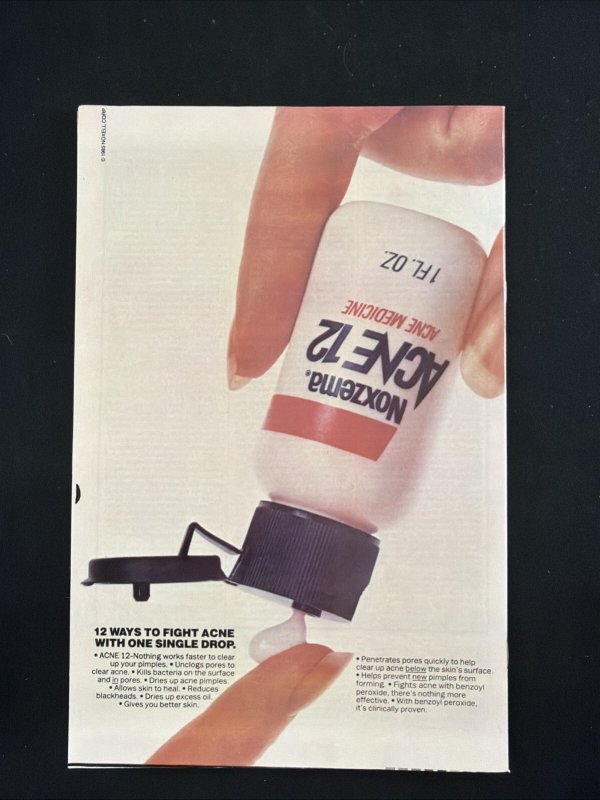 © 1985 NOXELL CORP
1 FL. OZ.
ACNE MEDICINE
ACNE 12
Noxzema®
12 WAYS TO FIGHT ACNE
WITH ONE SINGLE DROP.
• ACNE 12-Nothing works faster to clear
up your pimples. • Unclogs pores to
clear acne. • Kills bacteria on the surface
and in pores. • Dries up acne pimples.
• Allows skin to heal. • Reduces
blackheads. • Dries up excess oil.
• Gives you better skin.
• Penetrates pores quickly to help
clear up acne below the skin's surface.
• Helps prevent new pimples from
forming. • Fights acne with benzoyl
peroxide, there's nothing more
effective. • With benzoyl peroxide,
it's clinically proven.